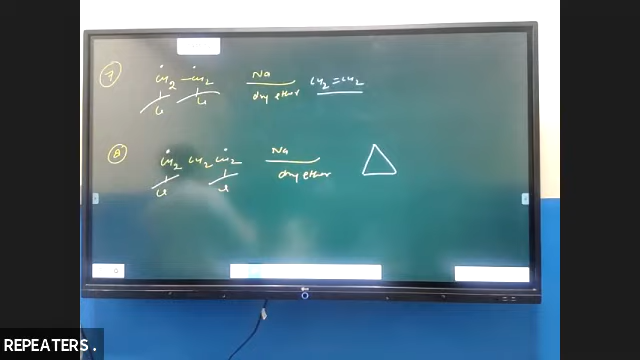 7 CH2 - CH2 Na CH2 = CH2
Cl Cl dry ether
8 CH2 CH2 CH2 Na
Cl Cl dry ether
REPEATERS.